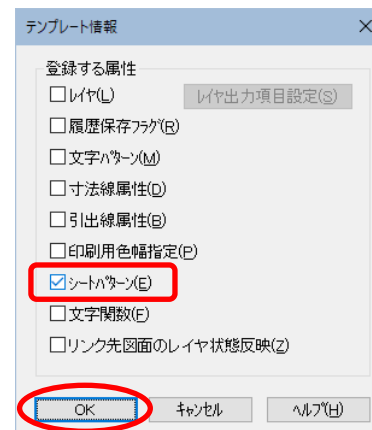 テンプレート情報
登録する属性
レイヤ(L) レイヤ出力項目設定(S)
履歴保存フラグ(R)
文字パターン(M)
寸法線属性(D)
引出線属性(B)
印刷用色幅指定(P)
シートパターン(E)
文字関数(F)
リンク先図面のレイヤ状態反映(Z)
OK キャンセル ヘルプ(H)